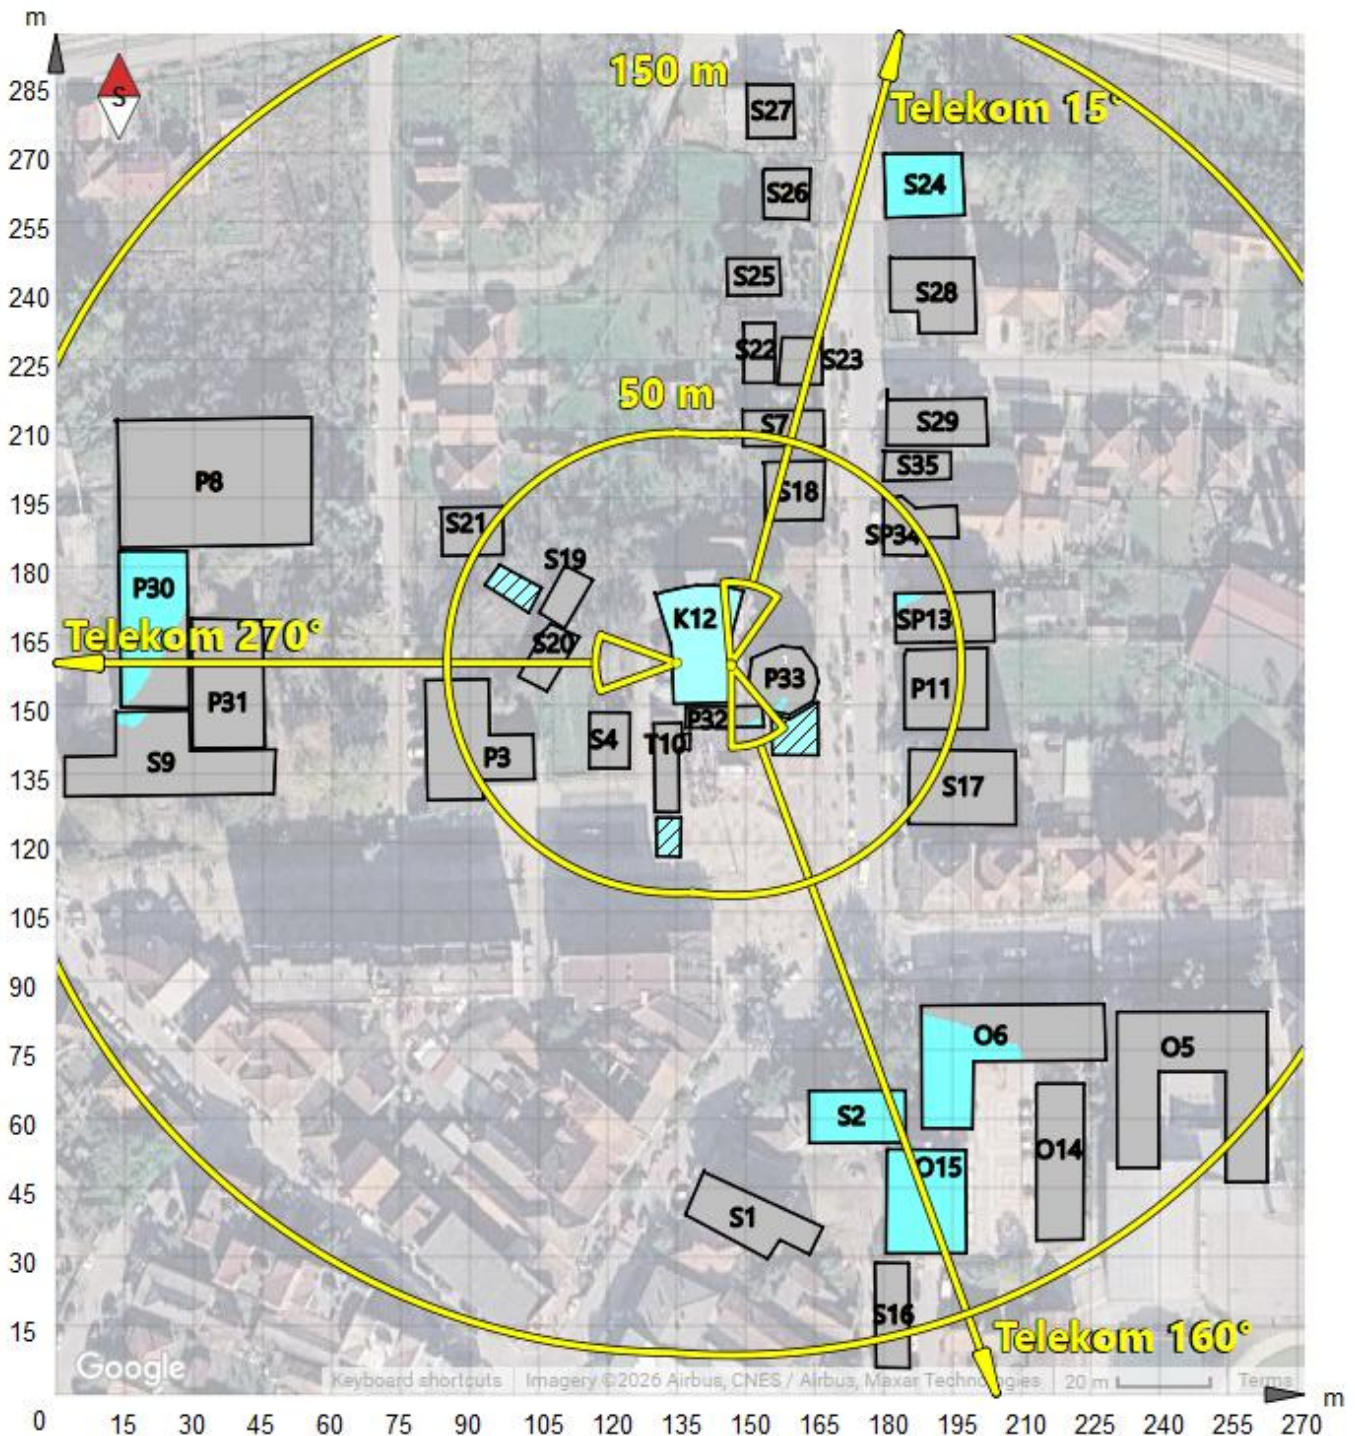 m
285
270
255
240
225
210
195
180
165
150
135
120
105
90
75
60
45
30
15
0
S
150 m
S27
Telekom 15°
S26
S24
S25
S28
S22
S23
50 m
S7
S29
S35
P8
S18
S21
SP34
S19
P30
K12
SP13
Telekom 270°
S20
P33
P31
P11
P32
S4
T10
P3
S9
S17
O6
O5
S2
O14
O15
S1
S16
Telekom 160°
Google
Keyboard shortcuts
Imagery ©2026 Airbus, CNES / Airbus, Maxar Technologies
20 m
Terms
m
15 30 45 60 75 90 105 120 135 150 165 180 195 210 225 240 255 270